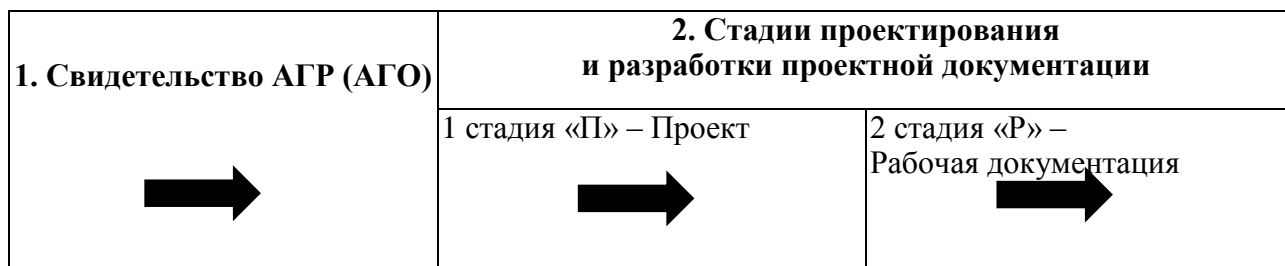 1. Свидетельство АГР (АГО)
2. Стадии проектирования
и разработки проектной документации
1 стадия «П» – Проект
2 стадия «Р» –
Рабочая документация